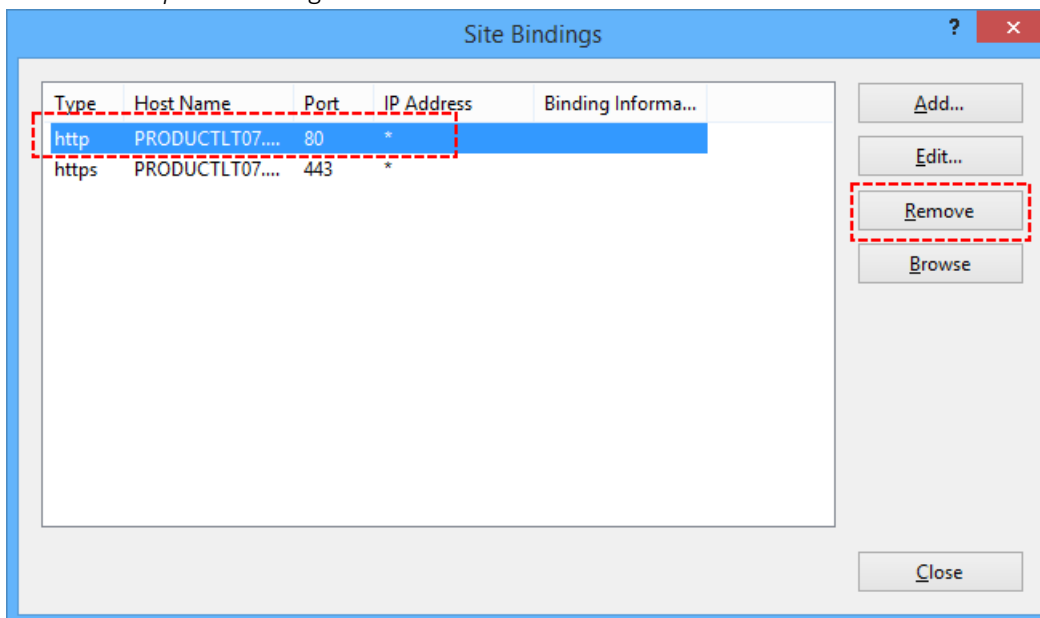 Site Bindings
?
×
Type Host Name Port IP Address Binding Informa...
http PRODUCTLT07.... 80 *
https PRODUCTLT07.... 443 *
Add...
Edit...
Remove
Browse
Close